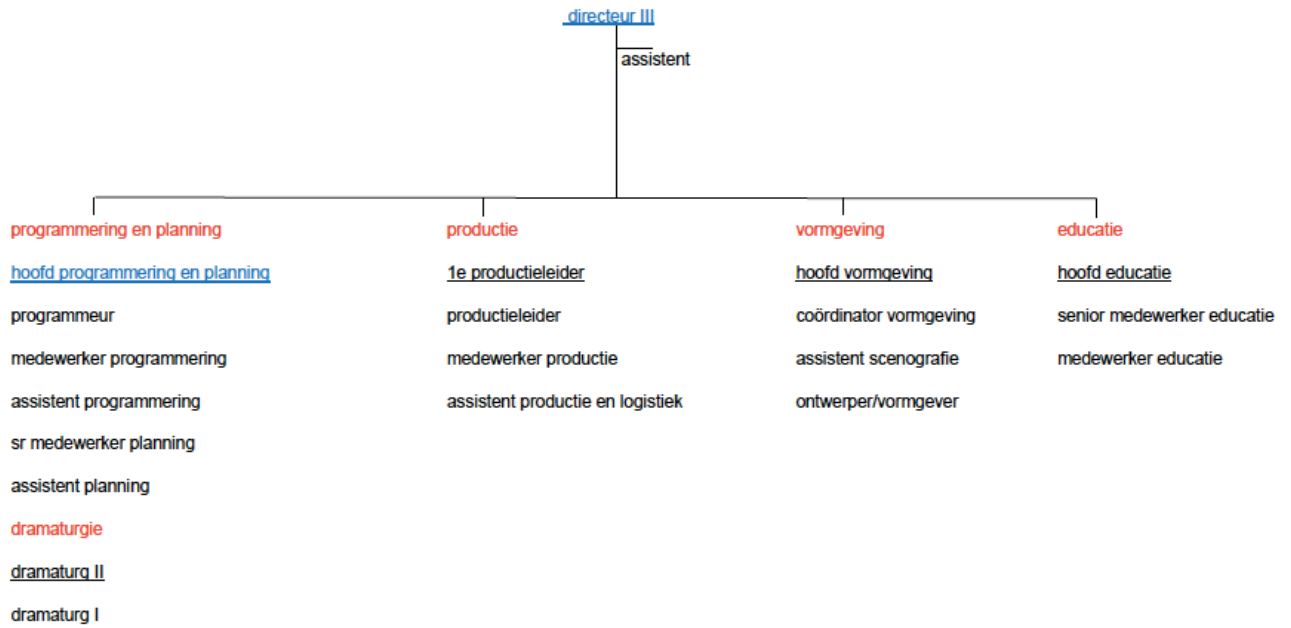 directeur III
assistent
programmering en planning
hoofd programmering en planning
programmeur
medewerker programmering
assistent programmering
sr medewerker planning
assistent planning
dramaturgie
dramaturg II
dramaturg I
productie
1e productieleider
productieleider
medewerker productie
assistent productie en logistiek
vormgeving
hoofd vormgeving
coördinator vormgeving
assistent scenografie
ontwerper/vormgever
educatie
hoofd educatie
senior medewerker educatie
medewerker educatie